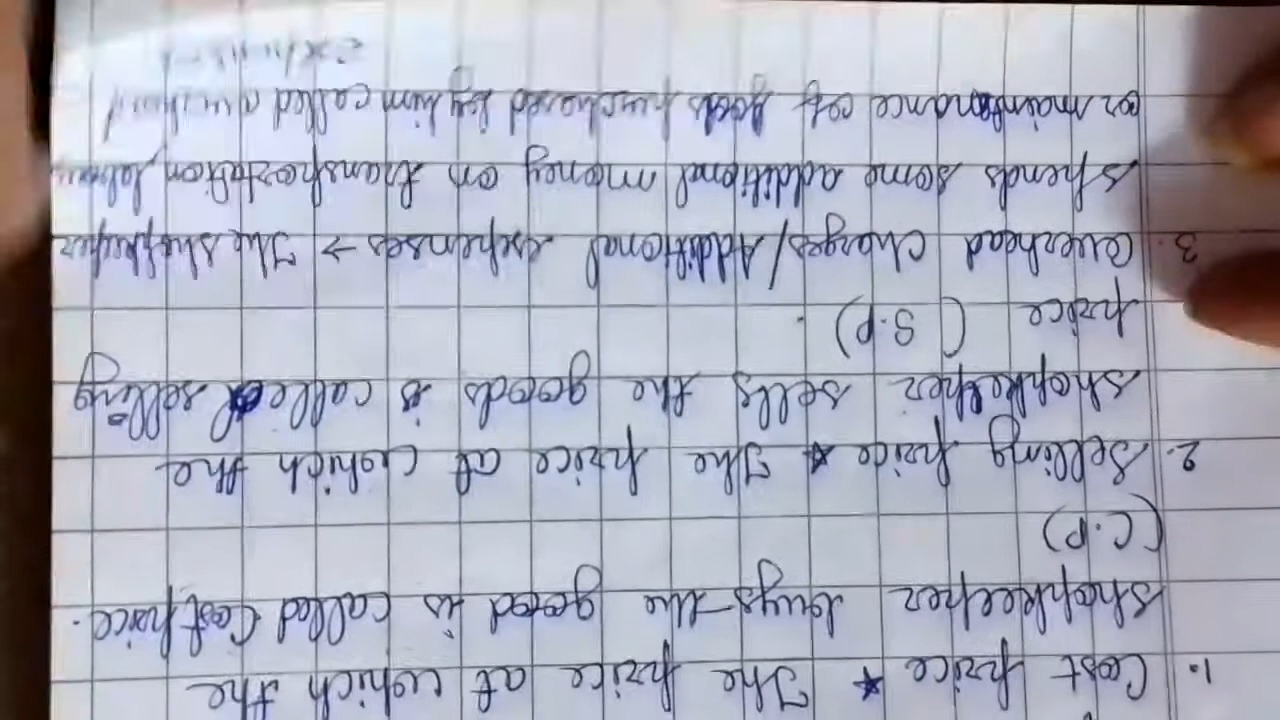 1. Cost price * The price at which the
shopkeeper buys the good is called Cost price.
(C.P)
2. Selling price * The price at which the
shopkeeper sells the goods is called selling
price (S.P).
3. Overhead Charges/Additional expenses → The shopkeeper
spends some additional money on transportation, labour
or maintanance of goods purchased by him called